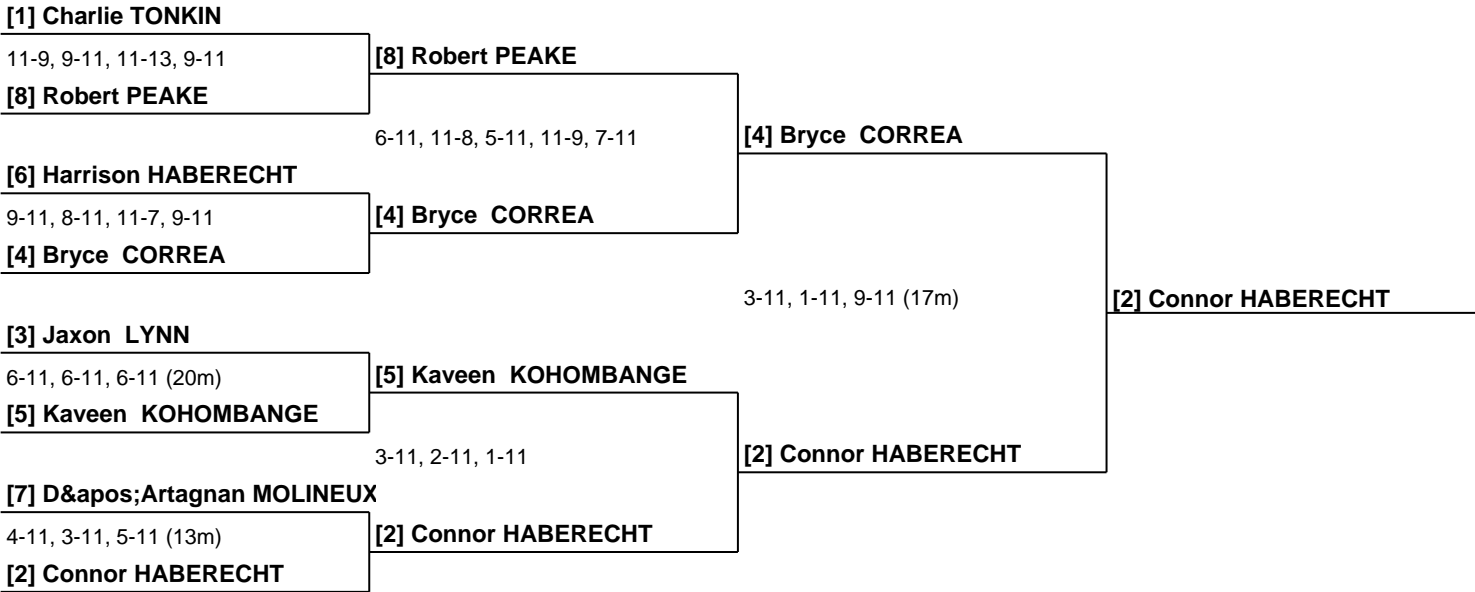 [1] Charlie TONKIN
11-9, 9-11, 11-13, 9-11
[8] Robert PEAKE
[8] Robert PEAKE
6-11, 11-8, 5-11, 11-9, 7-11
[4] Bryce  CORREA
[6] Harrison HABERECHT
9-11, 8-11, 11-7, 9-11
[4] Bryce  CORREA
[4] Bryce  CORREA
3-11, 1-11, 9-11 (17m)
[2] Connor HABERECHT
[3] Jaxon  LYNN
6-11, 6-11, 6-11 (20m)
[5] Kaveen  KOHOMBANGE
[5] Kaveen  KOHOMBANGE
3-11, 2-11, 1-11
[2] Connor HABERECHT
[7] D&apos;Artagnan MOLINEUX
4-11, 3-11, 5-11 (13m)
[2] Connor HABERECHT
[2] Connor HABERECHT